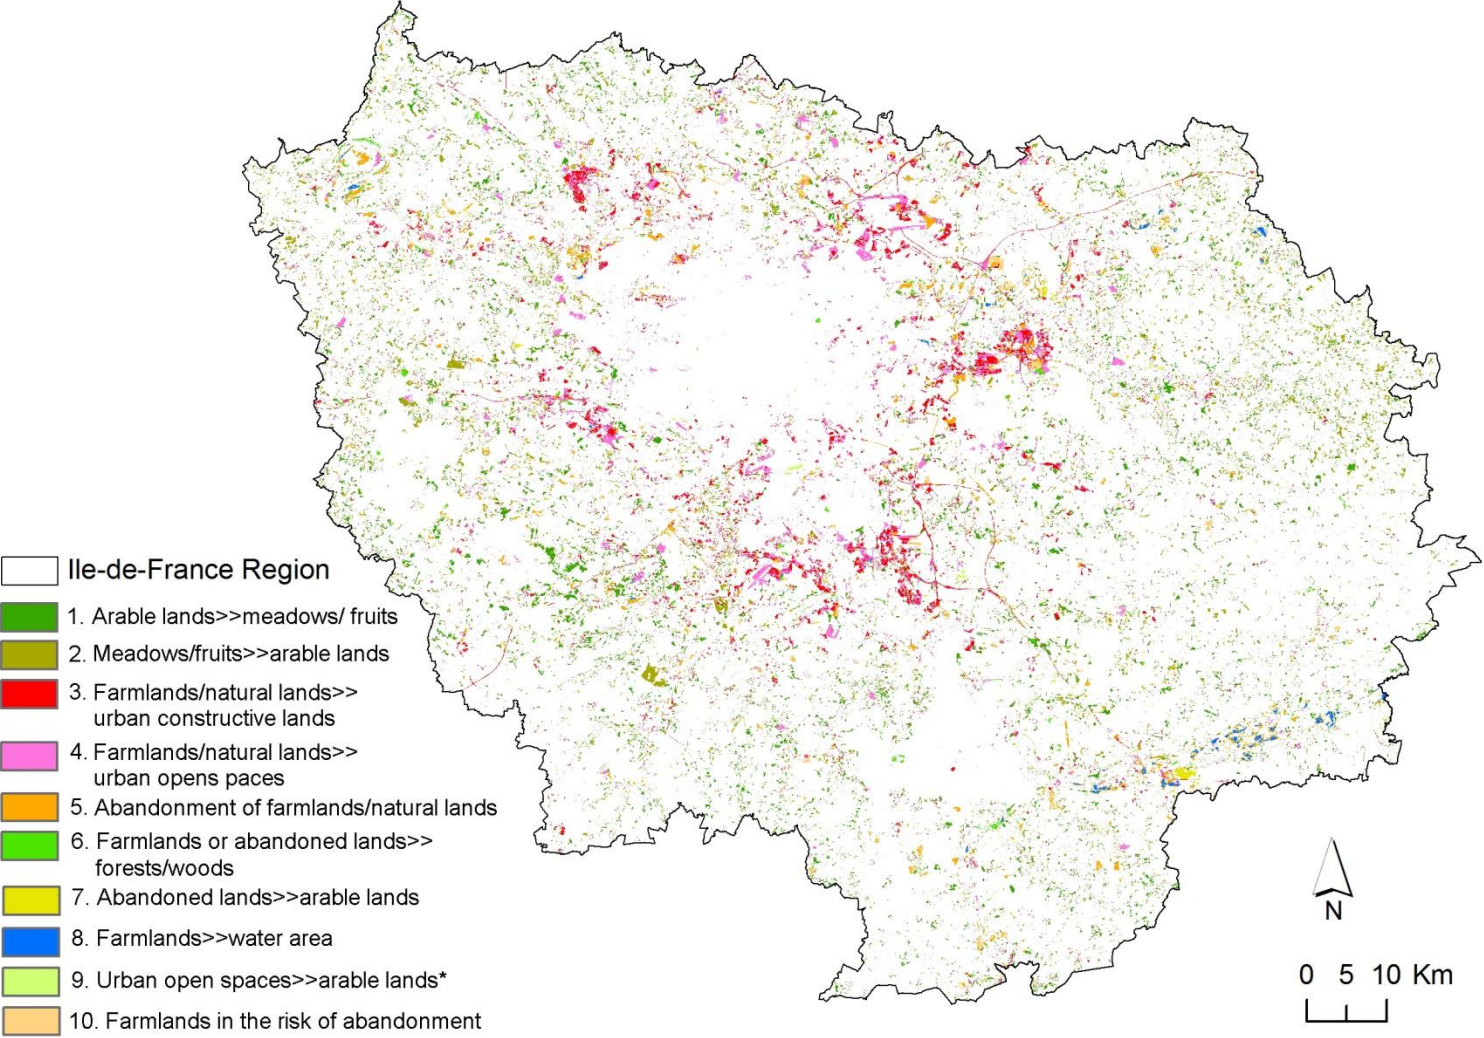 Ile-de-France Region
1. Arable lands>>meadows/ fruits
2. Meadows/fruits>>arable lands
3. Farmlands/natural lands>>
urban constructive lands
4. Farmlands/natural lands>>
urban opens paces
5. Abandonment of farmlands/natural lands
6. Farmlands or abandoned lands>>
forests/woods
7. Abandoned lands>>arable lands
8. Farmlands>>water area
9. Urban open spaces>>arable lands*
10. Farmlands in the risk of abandonment
N
0 5 10 Km